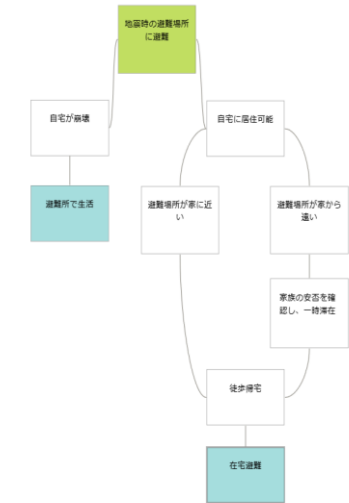 地震時の避難場所
に避難
自宅が崩壊
自宅に居住可能
避難所で生活
避難場所が家に近
い
避難場所が家から
遠い
家族の安否を確
認し、一時滞在
徒歩帰宅
在宅避難